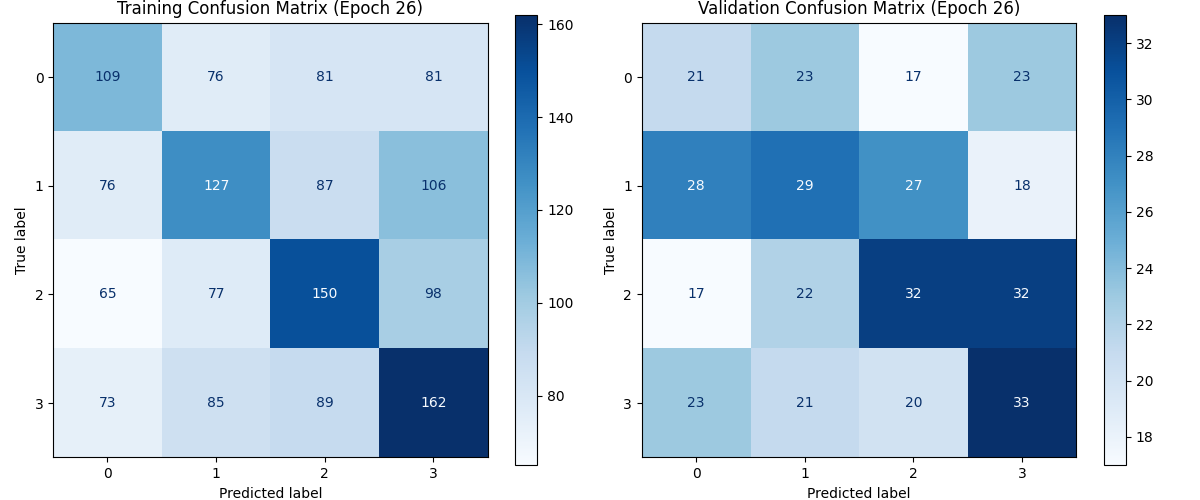 Training Confusion Matrix (Epoch 26)
True label
0
109 76 81 81
1
76 127 87 106
2
65 77 150 98
3
73 85 89 162
0 1 2 3
Predicted label
160
140
120
100
80
Validation Confusion Matrix (Epoch 26)
True label
0
21 23 17 23
1
28 29 27 18
2
17 22 32 32
3
23 21 20 33
0 1 2 3
Predicted label
32
30
28
26
24
22
20
18